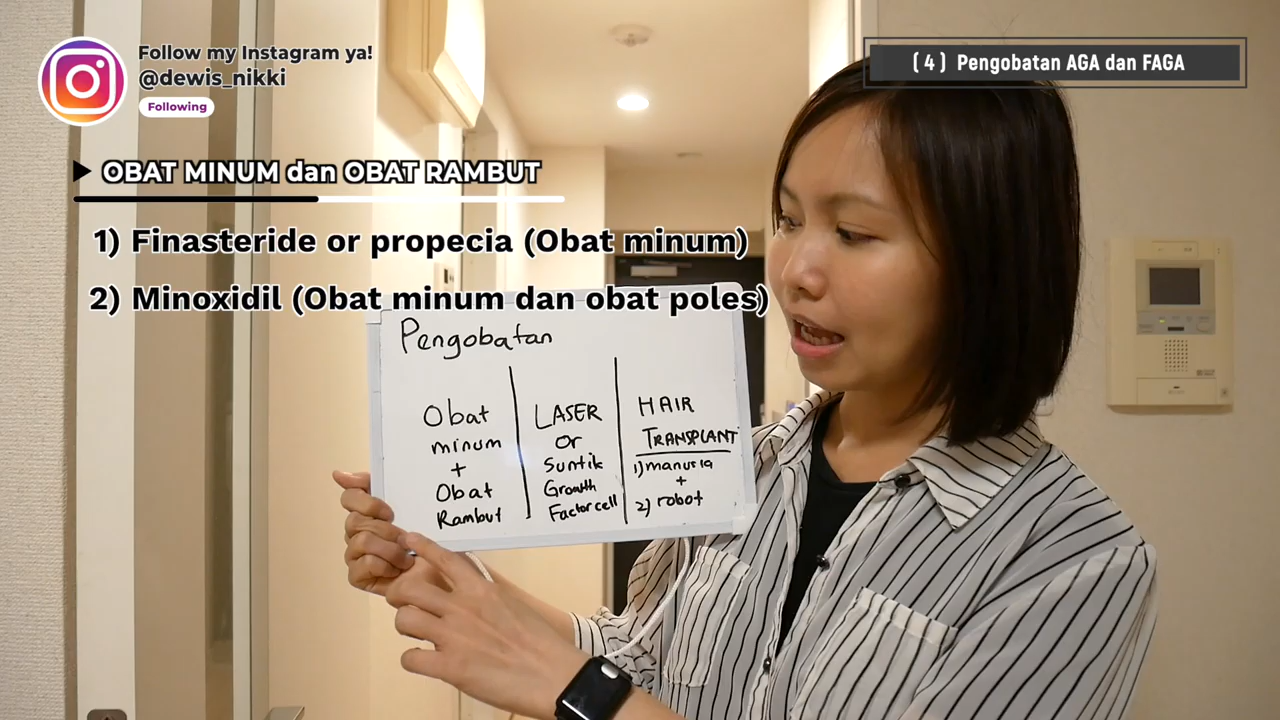 Follow my Instagram ya!
@dewis_nikki
Following
( 4 ) Pengobatan AGA dan FAGA
OBAT MINUM dan OBAT RAMBUT
1) Finasteride or propecia (Obat minum)
2) Minoxidil (Obat minum dan obat poles)
Pengobatan
Obat
minum
+
Obat
Rambut
LASER
or
Suntik
Growth
Factor cell
HAIR
TRANSPLANT
1) manusia
+
2) robot